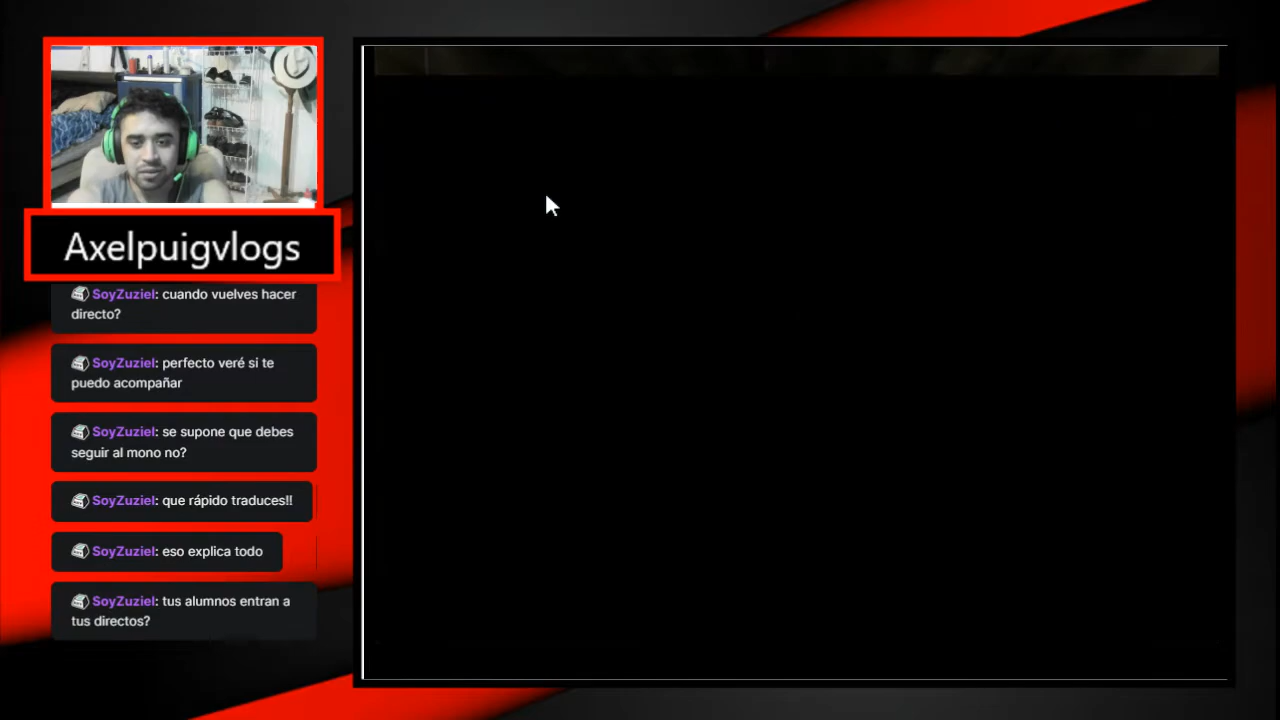 Axelpuigvlogs
SoyZuziel: cuando vuelves hacer
directo?
SoyZuziel: perfecto veré si te
puedo acompañar
SoyZuziel: se supone que debes
seguir al mono no?
SoyZuziel: que rápido traduces!!
SoyZuziel: eso explica todo
SoyZuziel: tus alumnos entran a
tus directos?